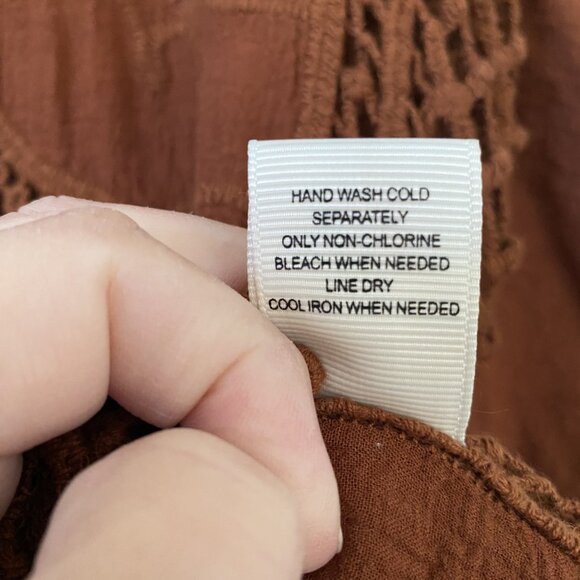 HAND WASH COLD
SEPARATELY
ONLY NON-CHLORINE
BLEACH WHEN NEEDED
LINE DRY
COOL IRON WHEN NEEDED